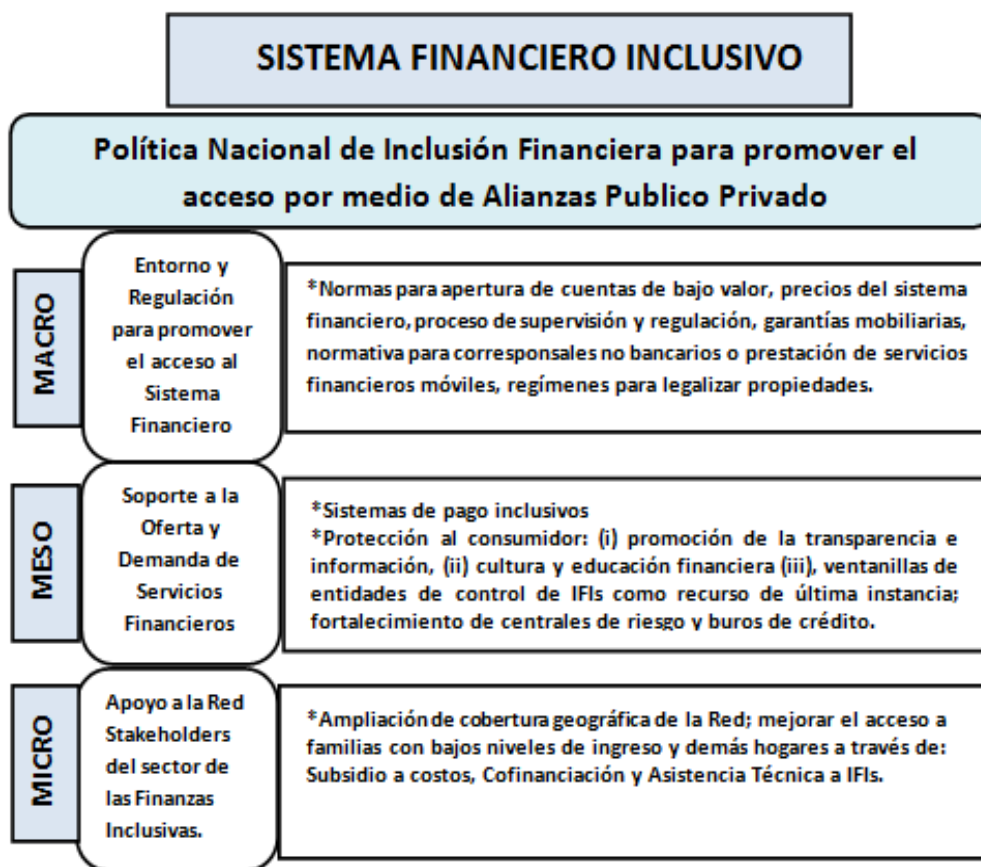 SISTEMA FINANCIERO INCLUSIVO
Política Nacional de Inclusión Financiera para promover el
acceso por medio de Alianzas Publico Privado
MACRO
Entorno y
Regulación
para promover
el acceso al
Sistema
Financiero
*Normas para apertura de cuentas de bajo valor, precios del sistema
financiero, proceso de supervisión y regulación, garantías mobiliarias,
normativa para corresponsales no bancarios o prestación de servicios
financieros móviles, regímenes para legalizar propiedades.
MESO
Soporte a la
Oferta y
Demanda de
Servicios
Financieros
*Sistemas de pago inclusivos
*Protección al consumidor: (i) promoción de la transparencia e
información, (ii) cultura y educación financiera (iii), ventanillas de
entidades de control de IFIs como recurso de última instancia;
fortalecimiento de centrales de riesgo y buros de crédito.
MICRO
Apoyo a la Red
Stakeholders
del sector de
las Finanzas
Inclusivas.
*Ampliación de cobertura geográfica de la Red; mejorar el acceso a
familias con bajos niveles de ingreso y demás hogares a través de:
Subsidio a costos, Cofinanciación y Asistencia Técnica a IFIs.